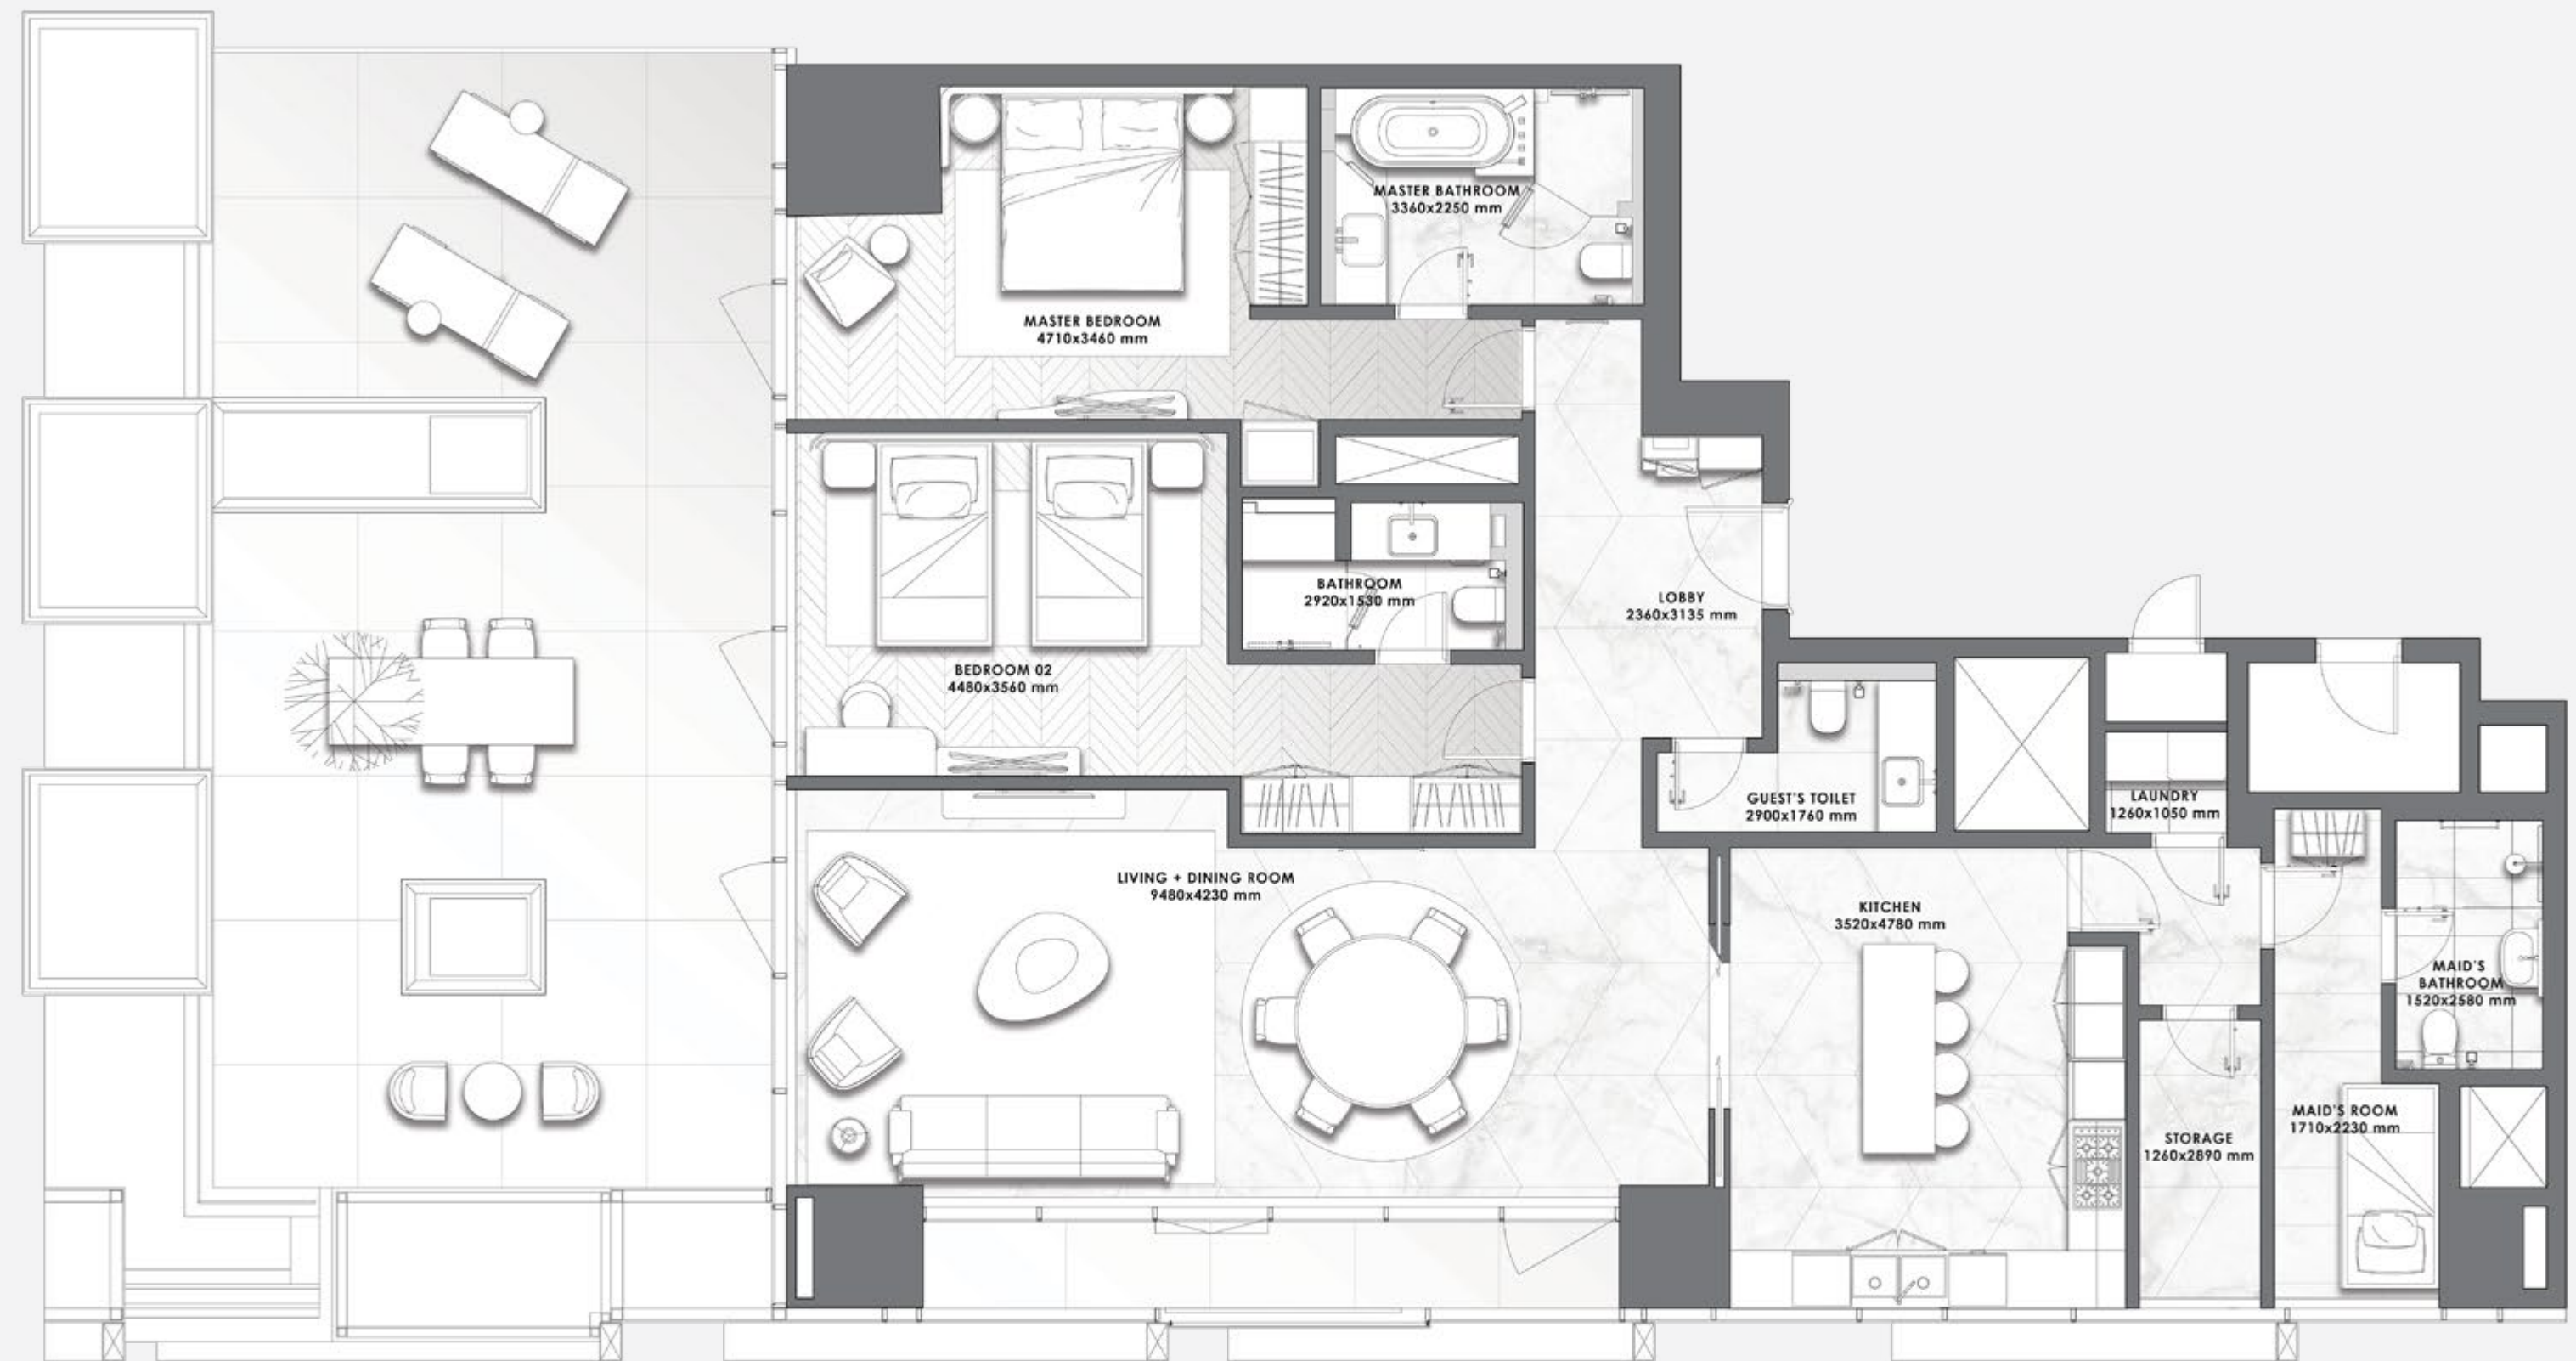 MASTER BATHROOM
3360x2250 mm
MASTER BEDROOM
4710x3460 mm
BATHROOM
2920x1530 mm
LOBBY
2360x3135 mm
BEDROOM 02
4480x3560 mm
GUEST'S TOILET
2900x1760 mm
LAUNDRY
1260x1050 mm
LIVING + DINING ROOM
9480x4230 mm
KITCHEN
3520x4780 mm
MAID'S
BATHROOM
1520x2580 mm
MAID'S ROOM
1710x2230 mm
STORAGE
1260x2890 mm